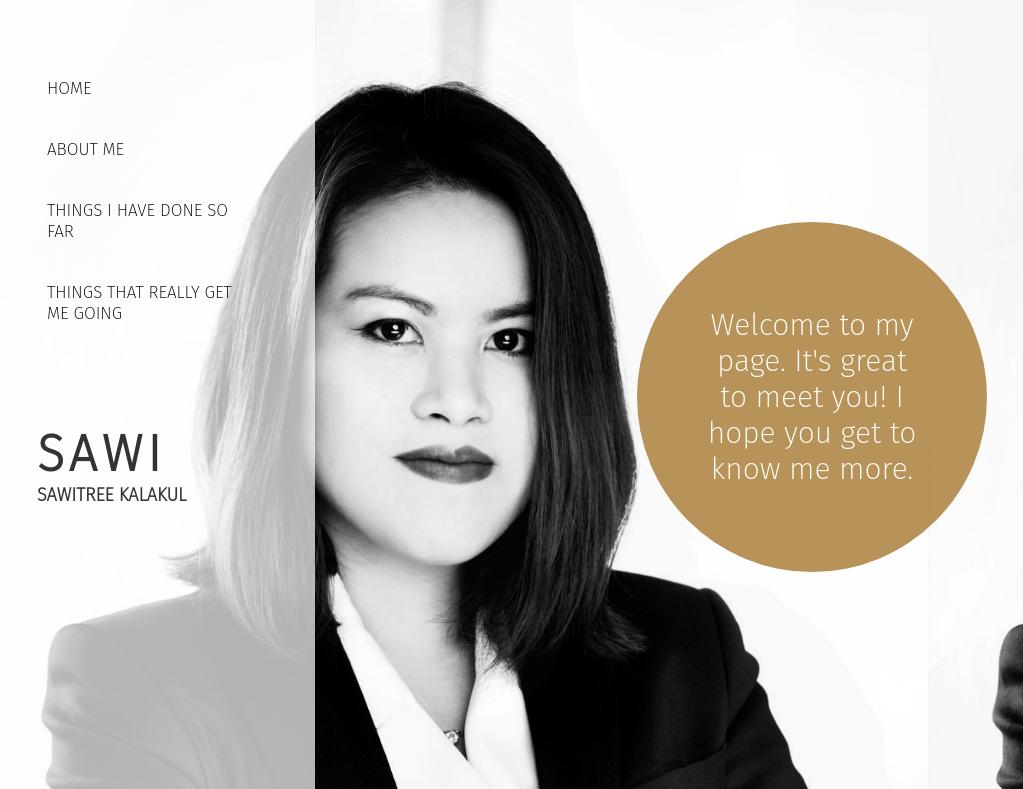 HOME
ABOUT ME
THINGS I HAVE DONE SO
FAR
THINGS THAT REALLY GET
ME GOING
SAWI
SAWITREE KALAKUL
Welcome to my
page. It's great
to meet you! I
hope you get to
know me more.